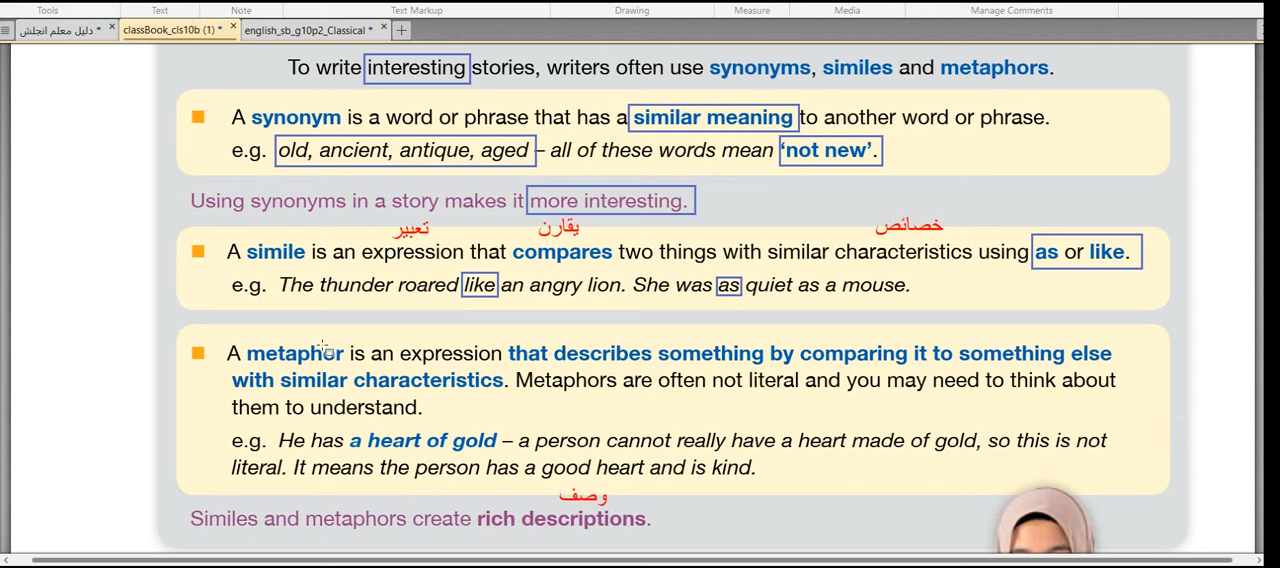 Tools Text Note Text Markup Drawing Measure Media Manage Comments
دليل معلم انجلش * classBook_cls10b (1) * english_sb_g10p2_Classical *
To write interesting stories, writers often use synonyms, similes and metaphors.
A synonym is a word or phrase that has a similar meaning to another word or phrase.
e.g. old, ancient, antique, aged – all of these words mean ‘not new’.
Using synonyms in a story makes it more interesting.
تعبير يقارن خصائص
A simile is an expression that compares two things with similar characteristics using as or like.
e.g. The thunder roared like an angry lion. She was as quiet as a mouse.
A metaphor is an expression that describes something by comparing it to something else
with similar characteristics. Metaphors are often not literal and you may need to think about
them to understand.
e.g. He has a heart of gold – a person cannot really have a heart made of gold, so this is not
literal. It means the person has a good heart and is kind.
وصف
Similes and metaphors create rich descriptions.